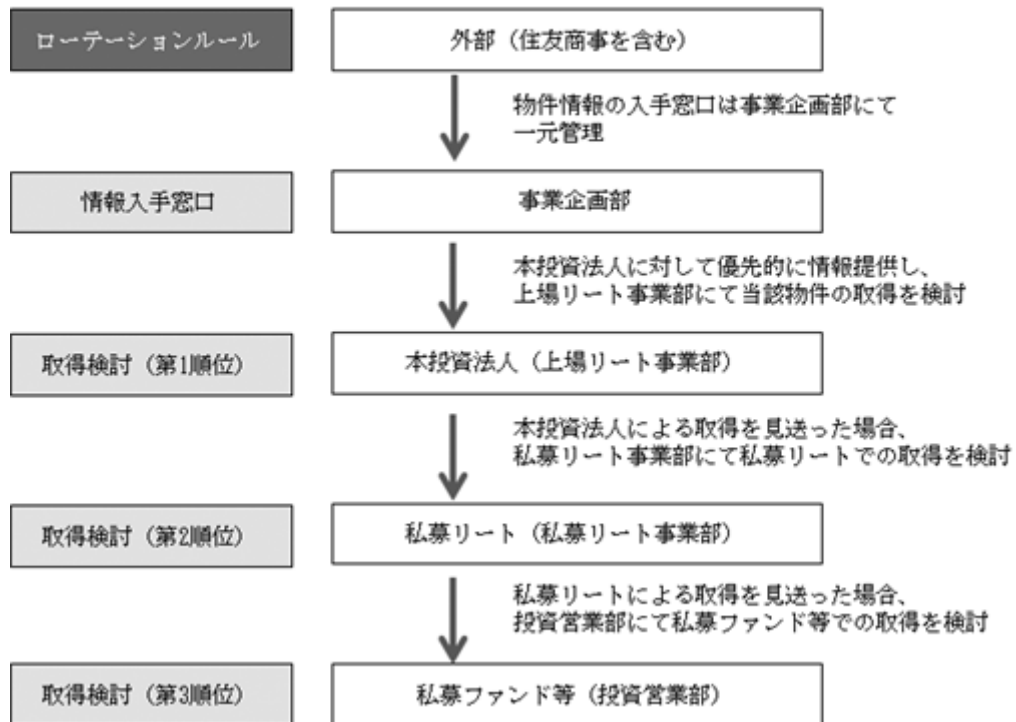 ローテーションルール
外部（住友商事を含む）
物件情報の入手窓口は事業企画部にて
一元管理
情報入手窓口
事業企画部
本投資法人に対して優先的に情報提供し、
上場リート事業部にて当該物件の取得を検討
取得検討（第1順位）
本投資法人（上場リート事業部）
本投資法人による取得を見送った場合、
私募リート事業部にて私募リートでの取得を検討
取得検討（第2順位）
私募リート（私募リート事業部）
私募リートによる取得を見送った場合、
投資営業部にて私募ファンド等での取得を検討
取得検討（第3順位）
私募ファンド等（投資営業部）